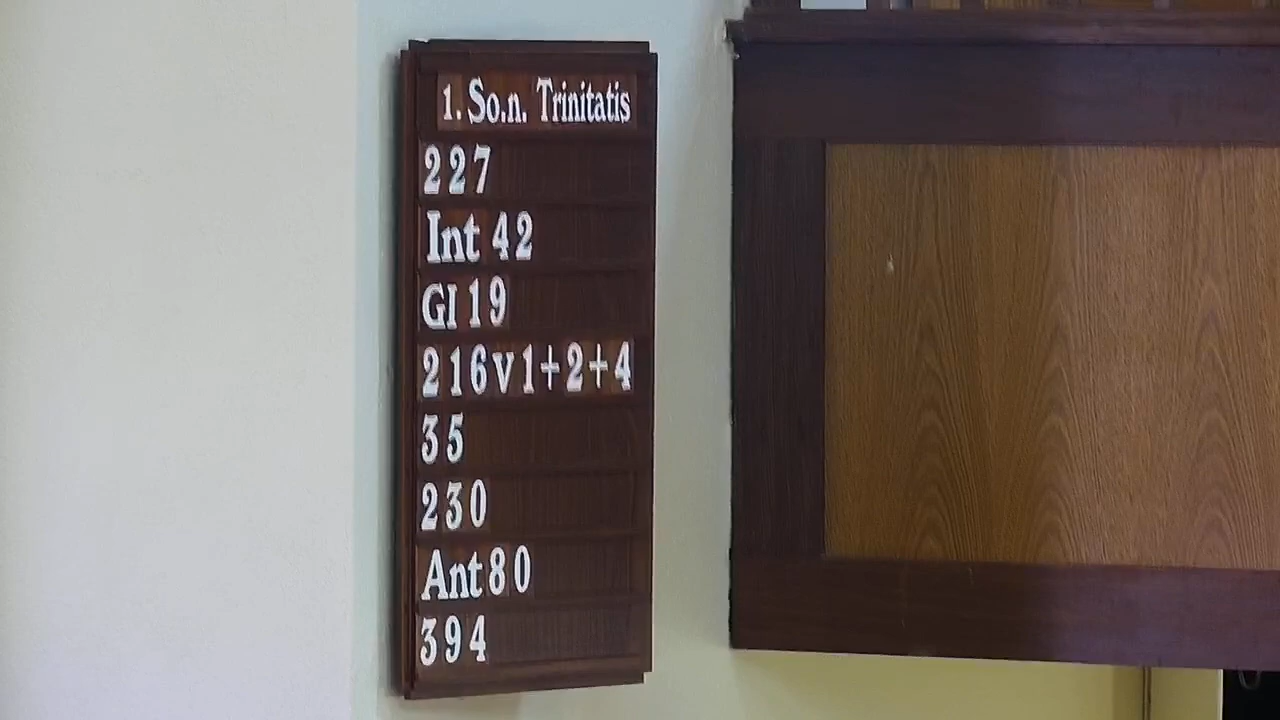 1. So.n. Trinitatis
227
Int 42
Gl 19
216 v 1+2+4
35
230
Ant 80
394